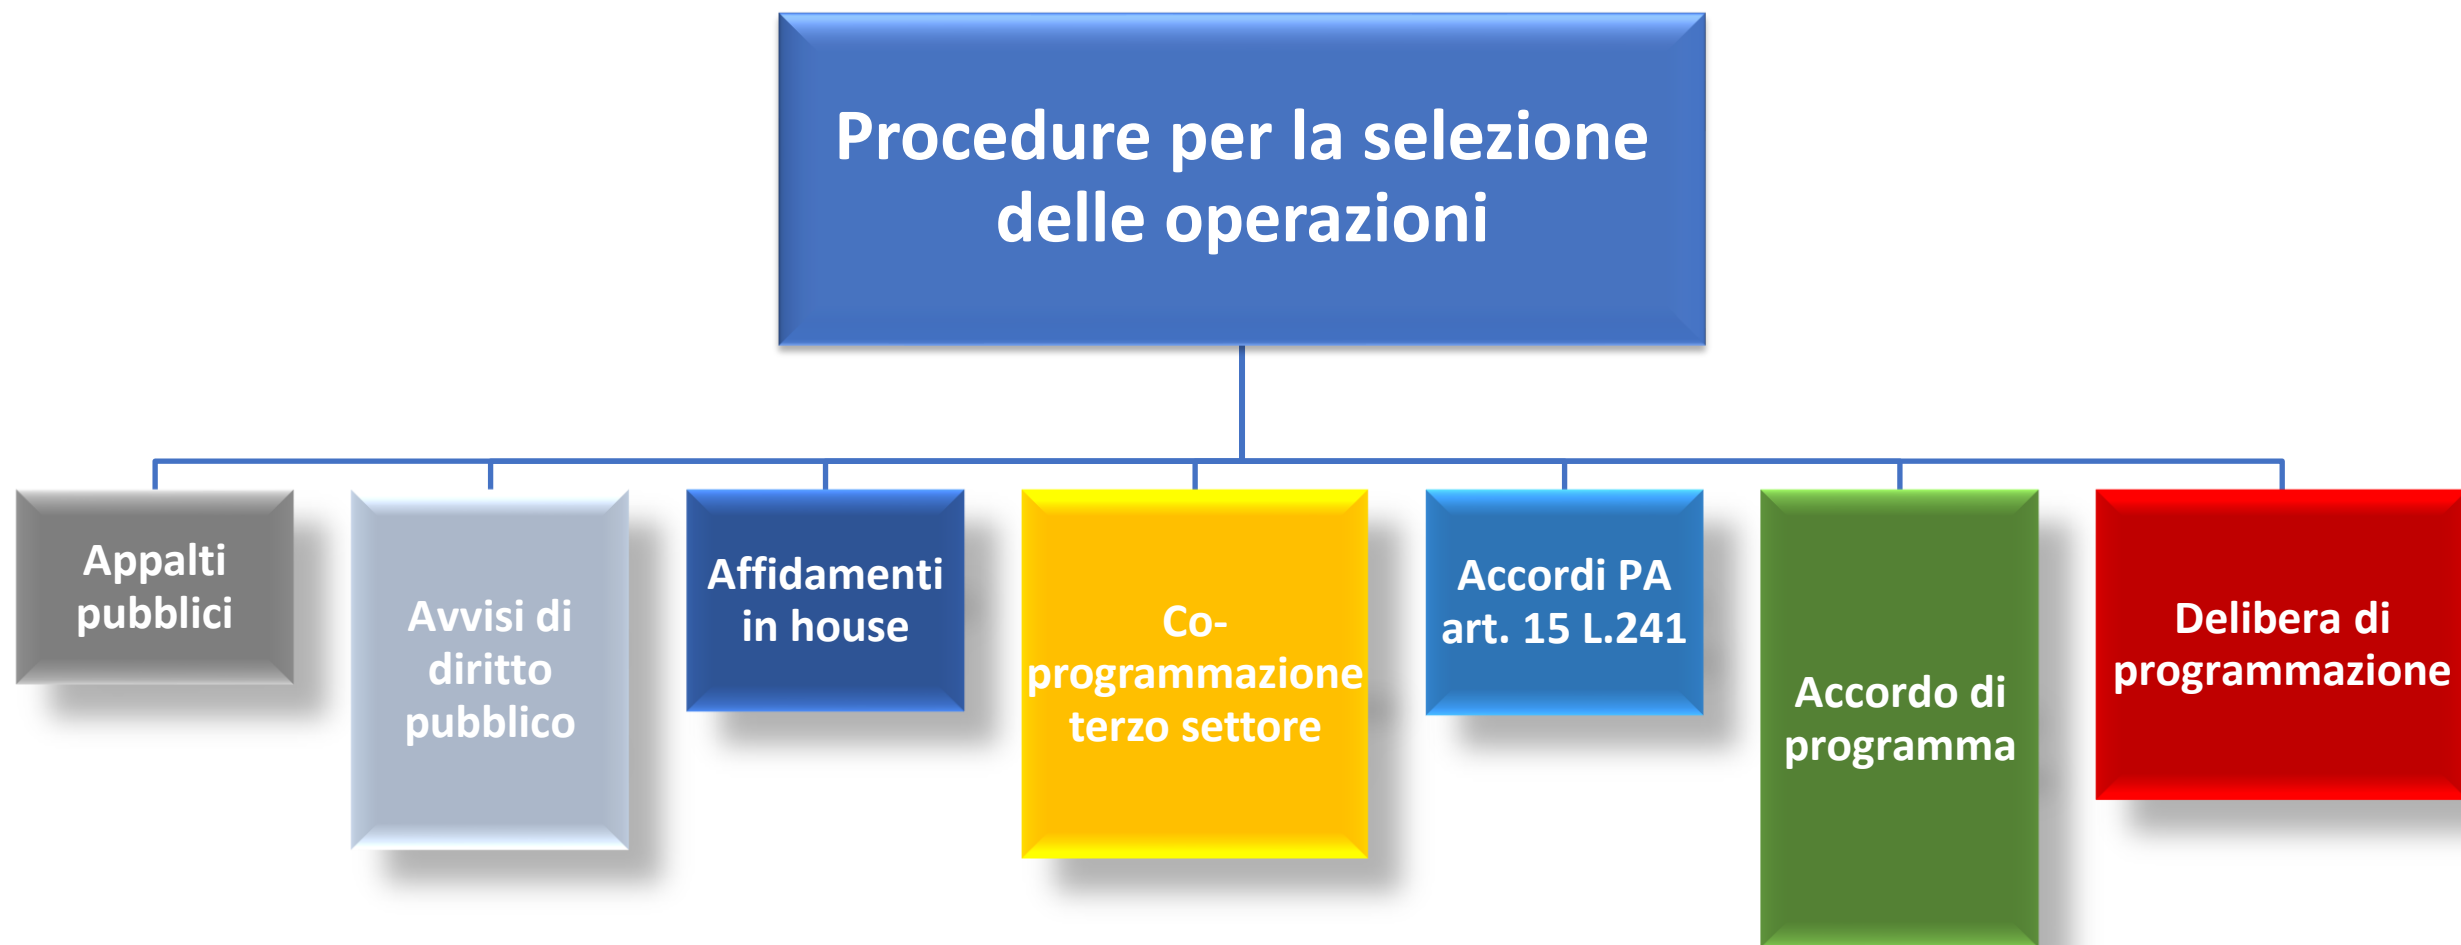 Procedure per la selezione
delle operazioni
Appalti
pubblici
Avvisi di
diritto
pubblico
Affidamenti
in house
Co-
programmazione
terzo settore
Accordi PA
art. 15 L.241
Accordo di
programma
Delibera di
programmazione